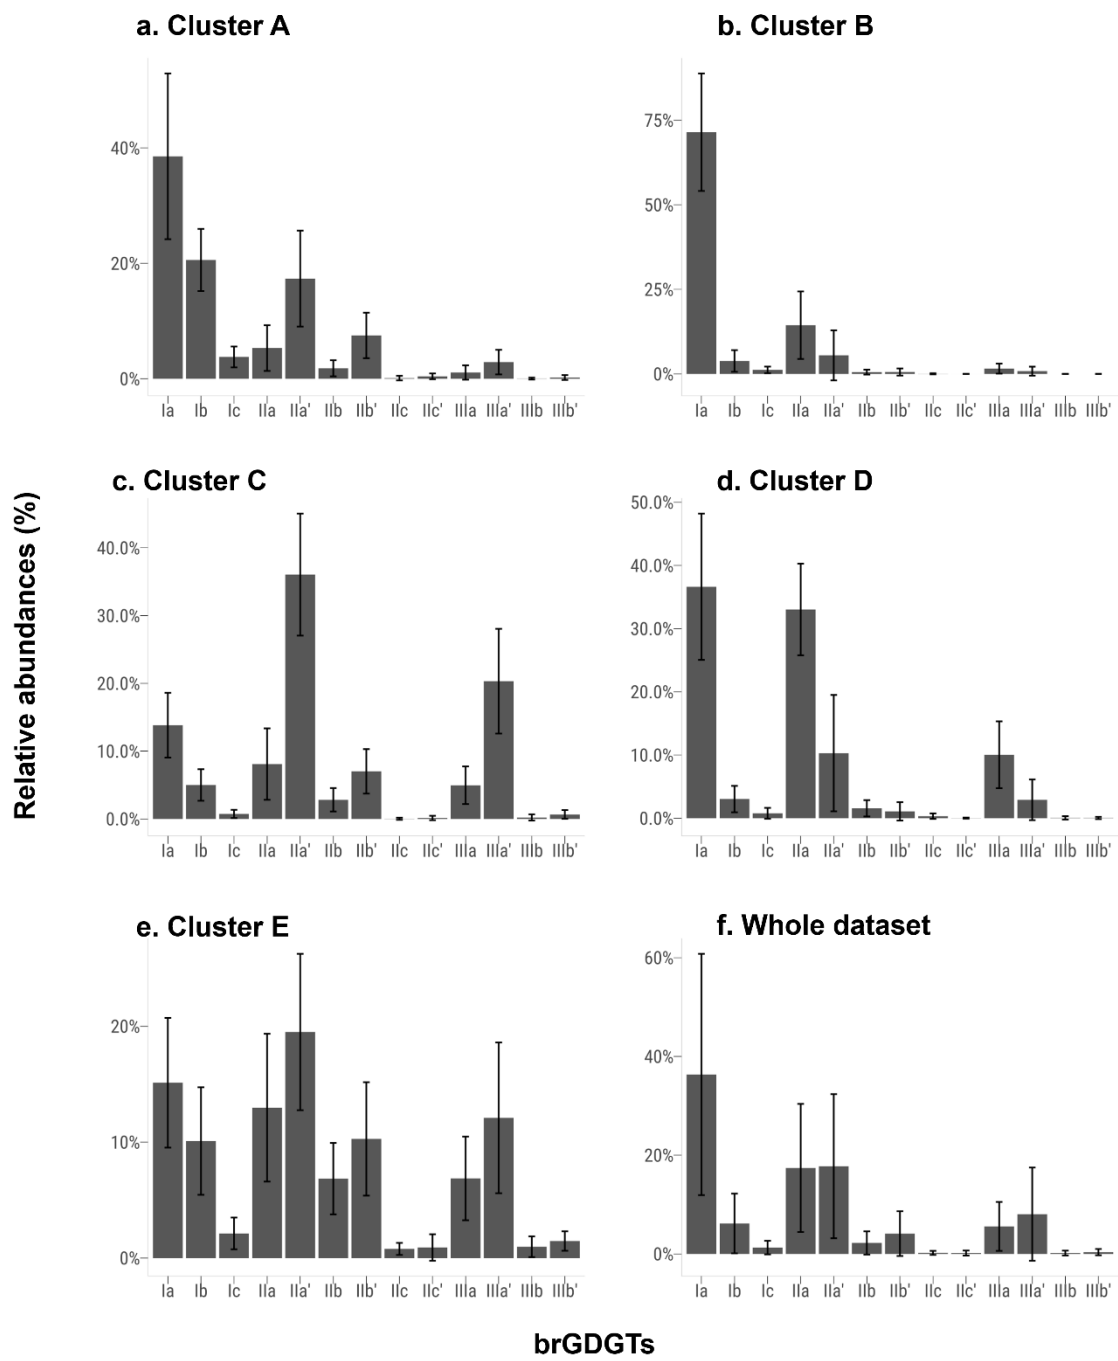 a. Cluster A
b. Cluster B
40%
20%
0%
Ia Ib Ic IIa IIa' IIb IIb' IIc IIc' IIIa IIIa' IIIb IIIb'
75%
50%
25%
0%
Ia Ib Ic IIa IIa' IIb IIb' IIc IIc' IIIa IIIa' IIIb IIIb'
Relative abundances (%)
c. Cluster C
d. Cluster D
40.0%
30.0%
20.0%
10.0%
0.0%
Ia Ib Ic IIa IIa' IIb IIb' IIc IIc' IIIa IIIa' IIIb IIIb'
50.0%
40.0%
30.0%
20.0%
10.0%
0.0%
Ia Ib Ic IIa IIa' IIb IIb' IIc IIc' IIIa IIIa' IIIb IIIb'
e. Cluster E
f. Whole dataset
20%
10%
0%
Ia Ib Ic IIa IIa' IIb IIb' IIc IIc' IIIa IIIa' IIIb IIIb'
60%
40%
20%
0%
Ia Ib Ic IIa IIa' IIb IIb' IIc IIc' IIIa IIIa' IIIb IIIb'
brGDGTs